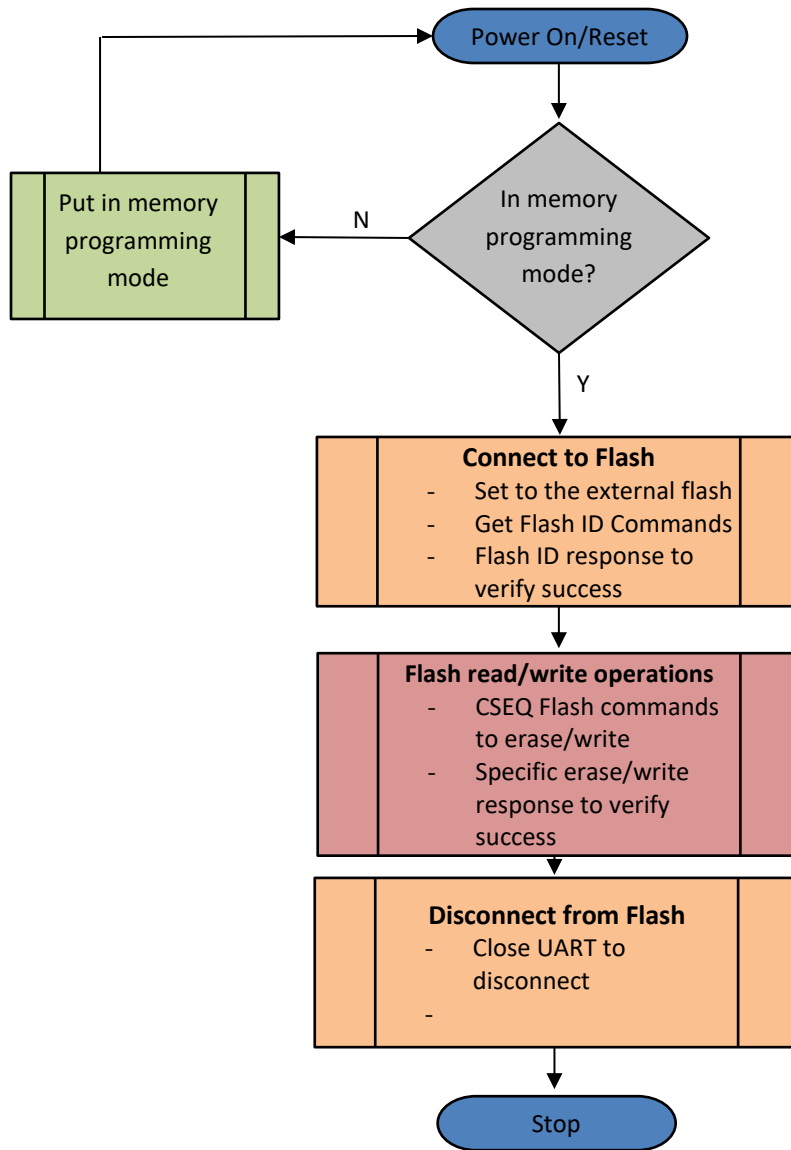 Power On/Reset
In memory
programming
mode?
N
Put in memory
programming
mode
Y
Connect to Flash
- Set to the external flash
- Get Flash ID Commands
- Flash ID response to
verify success
Flash read/write operations
- CSEQ Flash commands
to erase/write
- Specific erase/write
response to verify
success
Disconnect from Flash
- Close UART to
disconnect
-
Stop